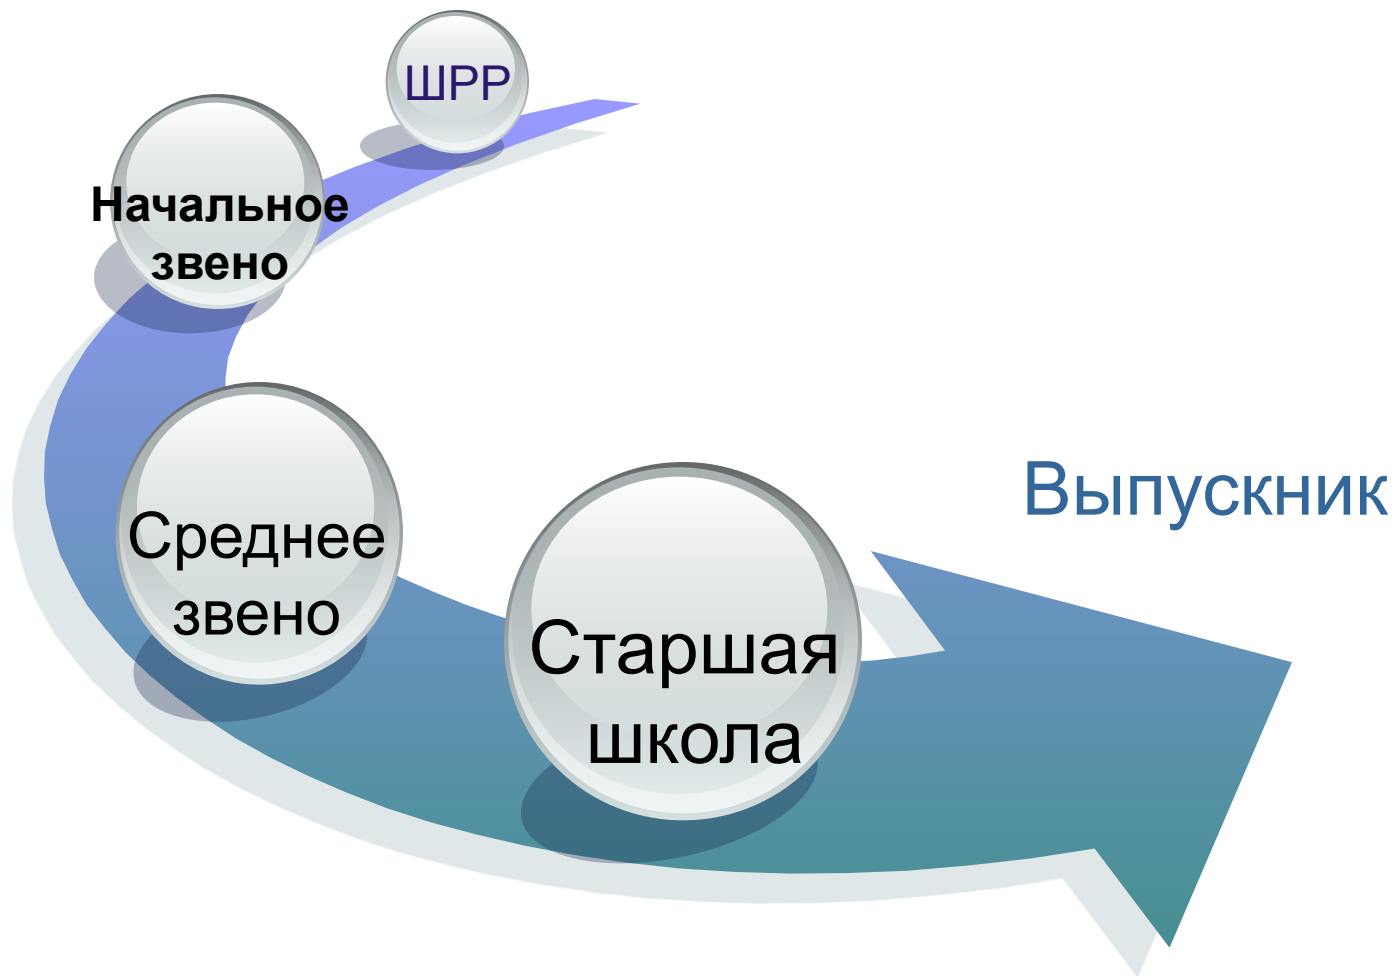 ШРР
Начальное
звено
Среднее
звено
Старшая
школа
Выпускник